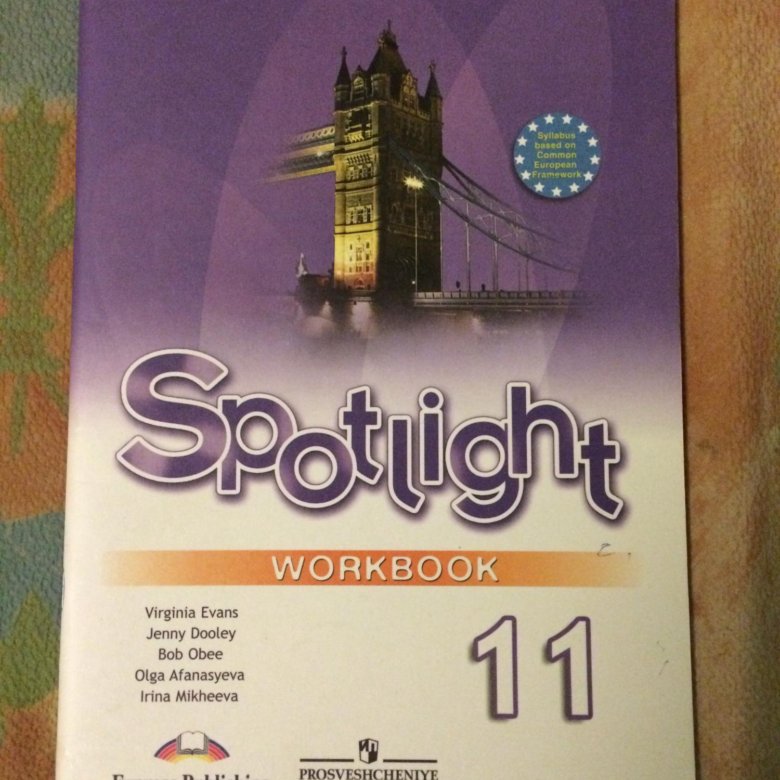 Syllabus
based on
Common
European
Framework
Spotlight
WORKBOOK
Virginia Evans
Jenny Dooley
Bob Obee
Olga Afanasyeva
Irina Mikheeva
11
PROSVESHCHENIYE